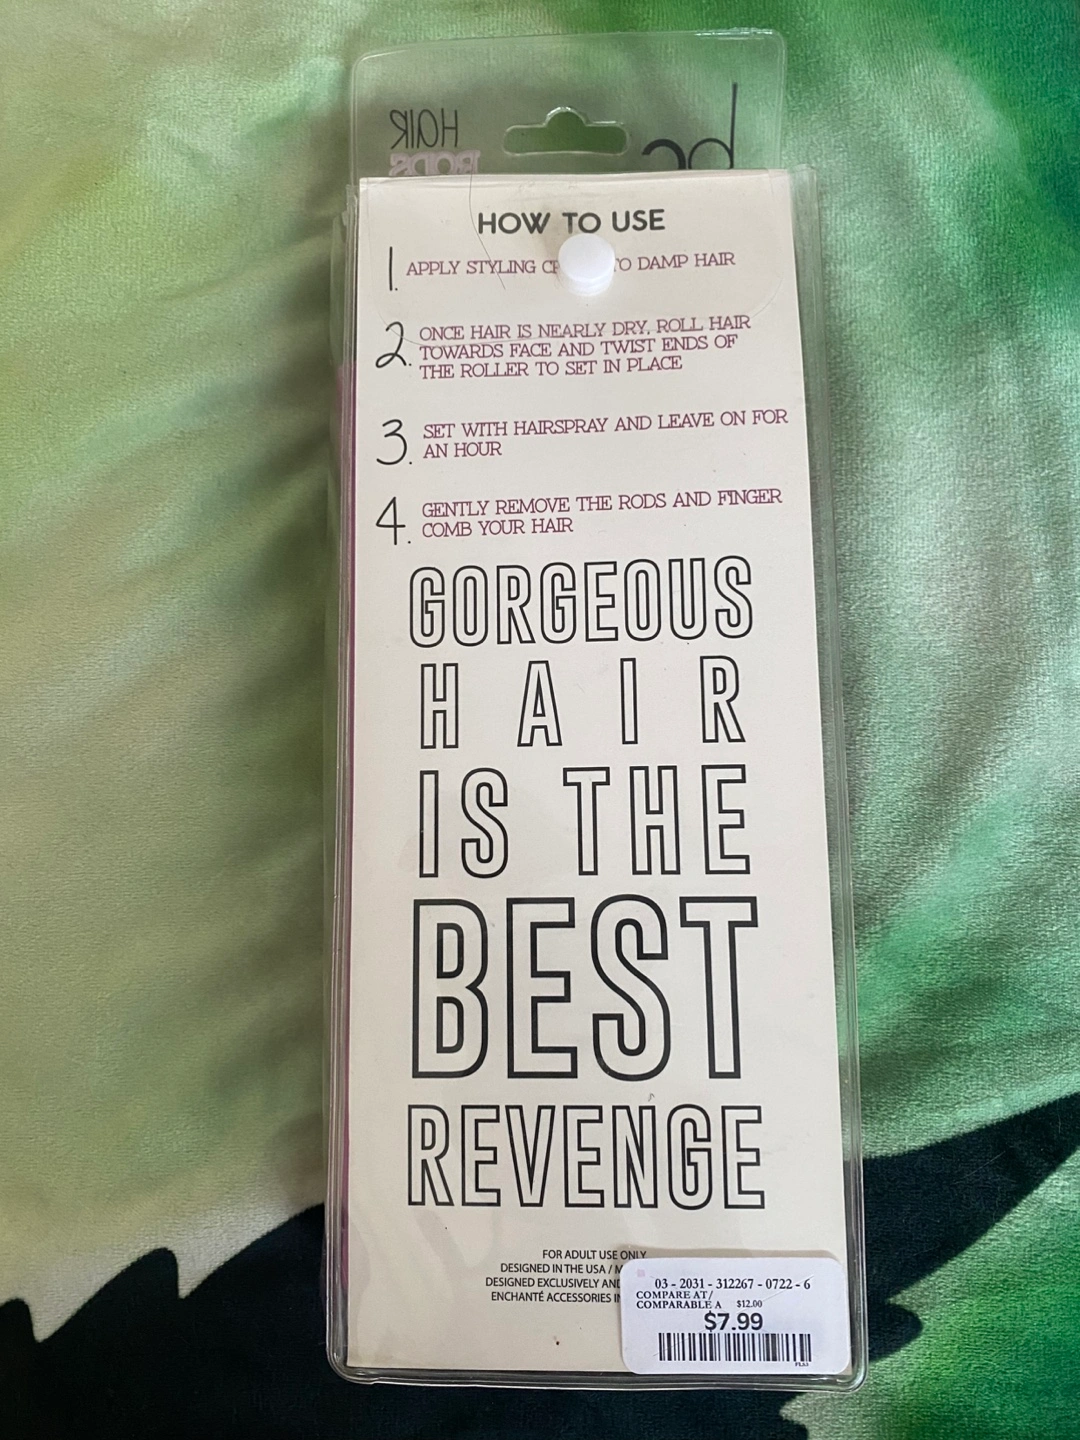 HAIR
RODS
HOW TO USE
1. APPLY STYLING TO DAMP HAIR
2. ONCE HAIR IS NEARLY DRY, ROLL HAIR
TOWARDS FACE AND TWIST ENDS OF
THE ROLLER TO SET IN PLACE
3. SET WITH HAIRSPRAY AND LEAVE ON FOR
AN HOUR
4. GENTLY REMOVE THE RODS AND FINGER
COMB YOUR HAIR
GORGEOUS
HAIR
IS THE
BEST
REVENGE
FOR ADULT USE ONLY
DESIGNED IN THE USA /
DESIGNED EXCLUSIVELY AND
ENCHANTÉ ACCESSORIES
03 - 2031 - 312267 - 0722 - 6
COMPARE AT/
COMPARABLE A $12.00
$7.99